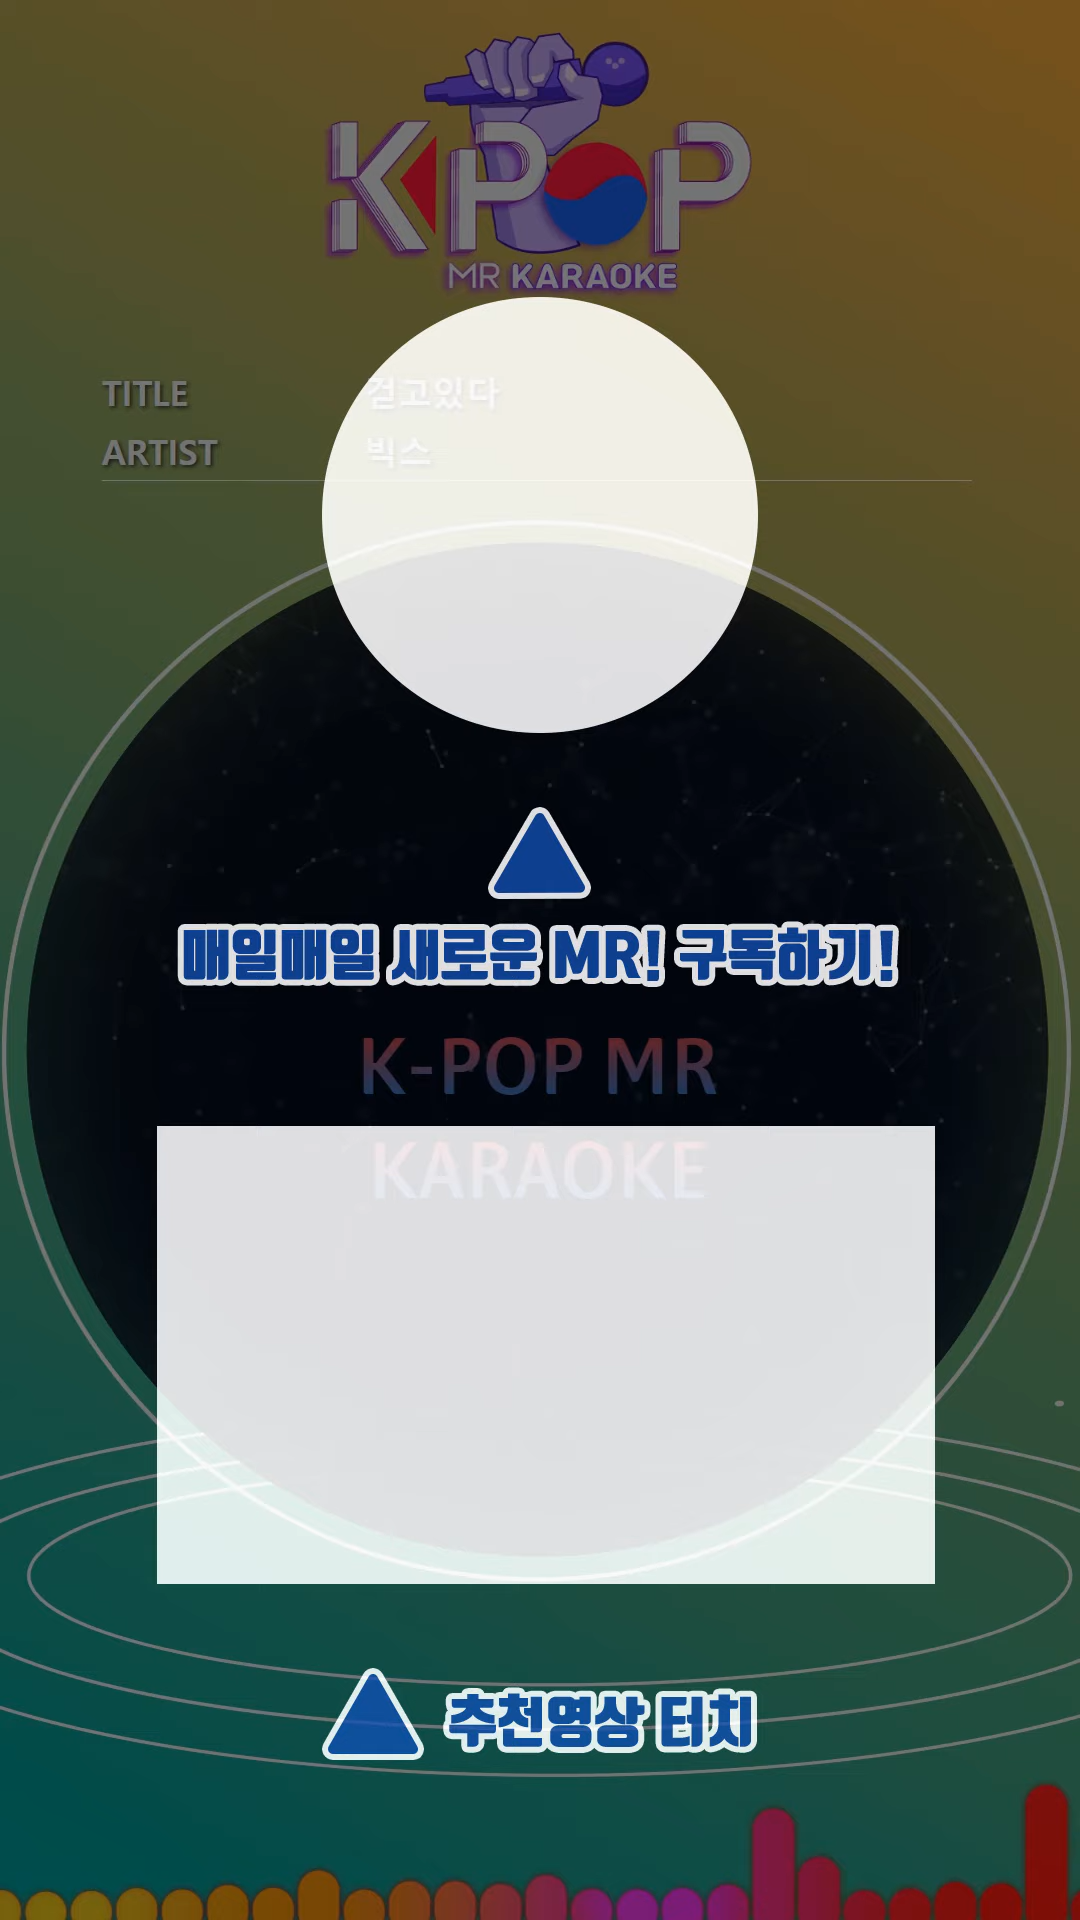 KPOP
MR KARAOKE
TITLE 걷고있다
ARTIST 빅스
매일매일 새로운 MR! 구독하기!
K-POP MR
KARAOKE
추천영상 터치